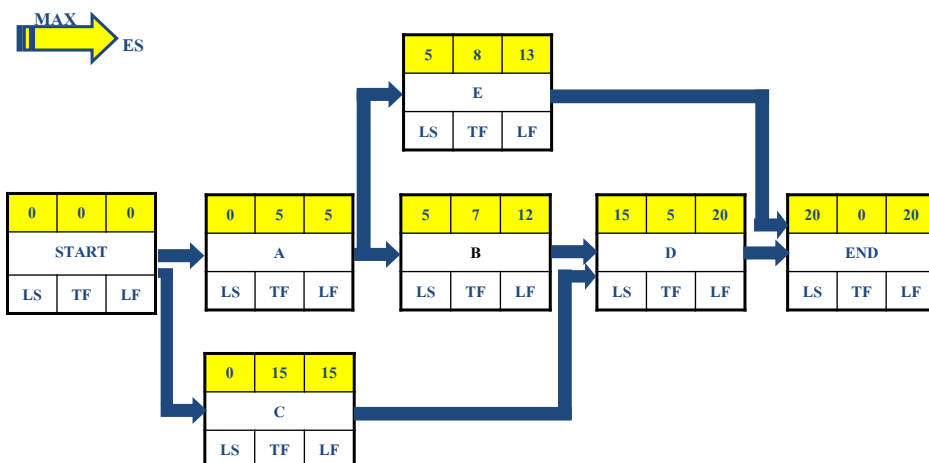 MAX
ES
5 8 13
E
LS TF LF
0 0 0
START
LS TF LF
0 5 5
A
LS TF LF
5 7 12
B
LS TF LF
15 5 20
D
LS TF LF
20 0 20
END
LS TF LF
0 15 15
C
LS TF LF